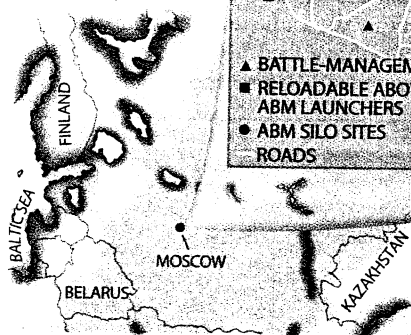 ▲ BATTLE-MANAGEM
■ RELOADABLE ABO
ABM LAUNCHERS
● ABM SILO SITES
ROADS
FINLAND
BALTIC SEA
MOSCOW
BELARUS
KAZAKHSTAN